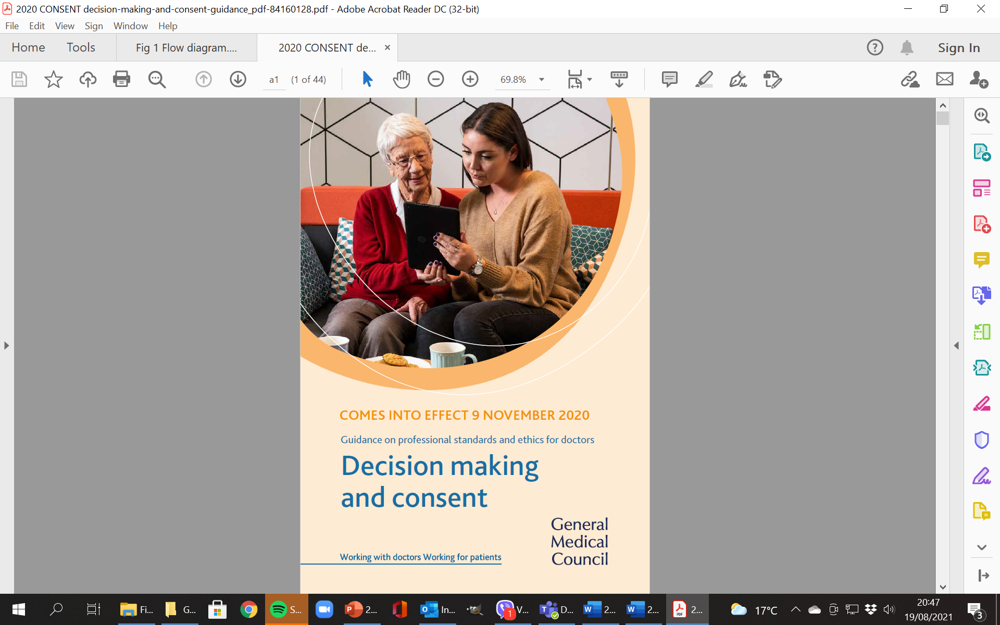 2020 CONSENT decision-making-and-consent-guidance_pdf-84160128.pdf - Adobe Acrobat Reader DC (32-bit)
File Edit View Sign Window Help
Home Tools Fig 1 Flow diagram.... 2020 CONSENT de... Sign In
a1 (1 of 44) 69.8%
COMES INTO EFFECT 9 NOVEMBER 2020
Guidance on professional standards and ethics for doctors
Decision making
and consent
General
Medical
Council
Working with doctors Working for patients
Fi... G... S... 2... In... V... 1 D... 2... 2... 2... 17°C
20:47
19/08/2021
3